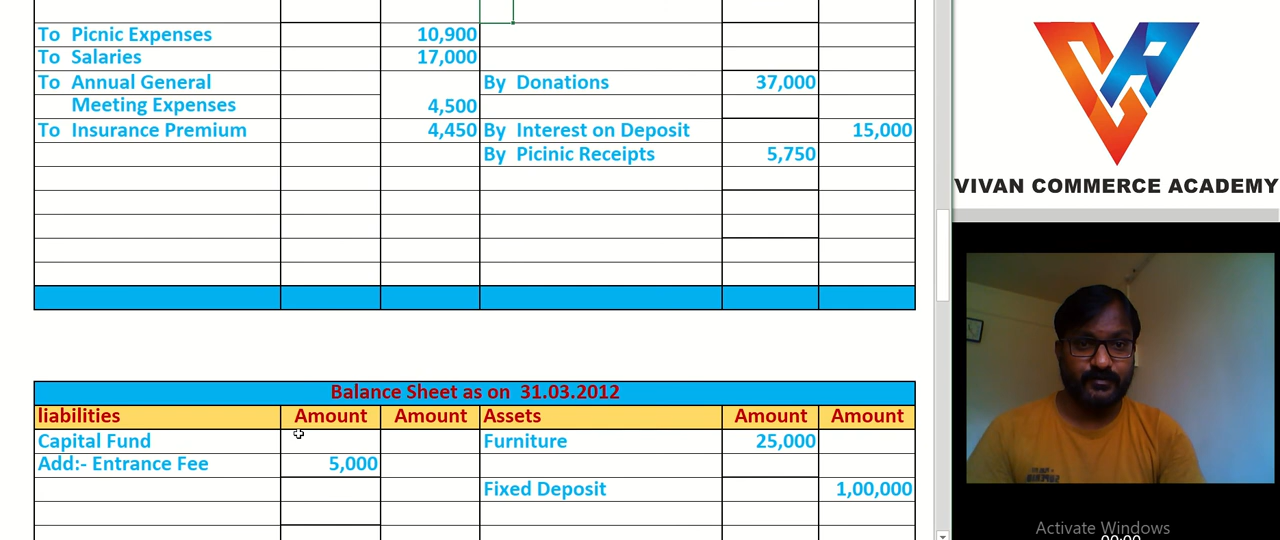 To Picnic Expenses 10,900
To Salaries 17,000
To Annual General By Donations 37,000
Meeting Expenses 4,500
To Insurance Premium 4,450 By Interest on Deposit 15,000
By Picinic Receipts 5,750
Balance Sheet as on 31.03.2012
liabilities Amount Amount Assets Amount Amount
Capital Fund Furniture 25,000
Add:- Entrance Fee 5,000
Fixed Deposit 1,00,000
VIVAN COMMERCE ACADEMY
Activate Windows